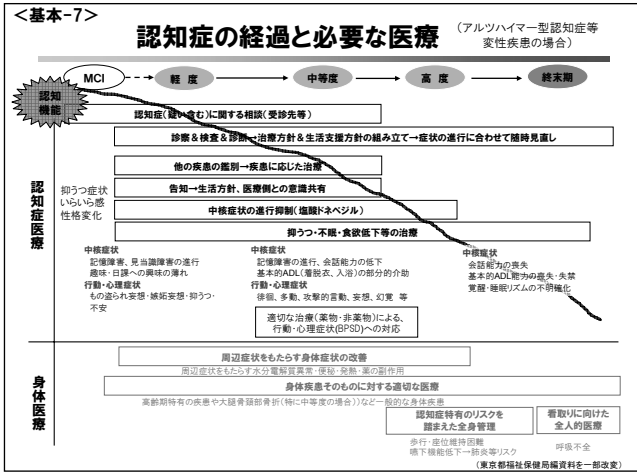 <基本-7>
認知症の経過と必要な医療
(アルツハイマー型認知症等
変性疾患の場合)
MCI
軽 度
中等度
高 度
終末期
認知
機能
認知症(疑い含む)に関する相談(受診先等)
診察&検査&診断→治療方針&生活支援方針の組み立て→症状の進行に合わせて随時見直し
他の疾患の鑑別→疾患に応じた治療
告知→生活方針、医療側との意識共有
中核症状の進行抑制(塩酸ドネペジル)
抑うつ・不眠・食欲低下等の治療
認知症医療
抑うつ症状
いらいら感
性格変化
中核症状
記憶障害、見当識障害の進行
趣味・日課への興味の薄れ
行動・心理症状
もの盗られ妄想・嫉妬妄想・抑うつ・
不安
中核症状
記憶障害の進行、会話能力の低下
基本的ADL(着脱衣、入浴)の部分的介助
行動・心理症状
徘徊、多動、攻撃的言動、妄想、幻覚 等
中核症状
会話能力の喪失
基本的ADL能力の喪失・失禁
覚醒・睡眠リズムの不明確化
適切な治療(薬物・非薬物)による、
行動・心理症状(BPSD)への対応
身体医療
周辺症状をもたらす身体症状の改善
周辺症状をもたらす水分電解質異常・便秘・発熱・薬の副作用
身体疾患そのものに対する適切な医療
高齢期特有の疾患や大腿骨頸部骨折(特に中等度の場合))など一般的な身体疾患
認知症特有のリスクを
踏まえた全身管理
歩行・座位維持困難
嚥下機能低下→肺炎等リスク
看取りに向けた
全人的医療
呼吸不全
(東京都福祉保健局編資料を一部改変)